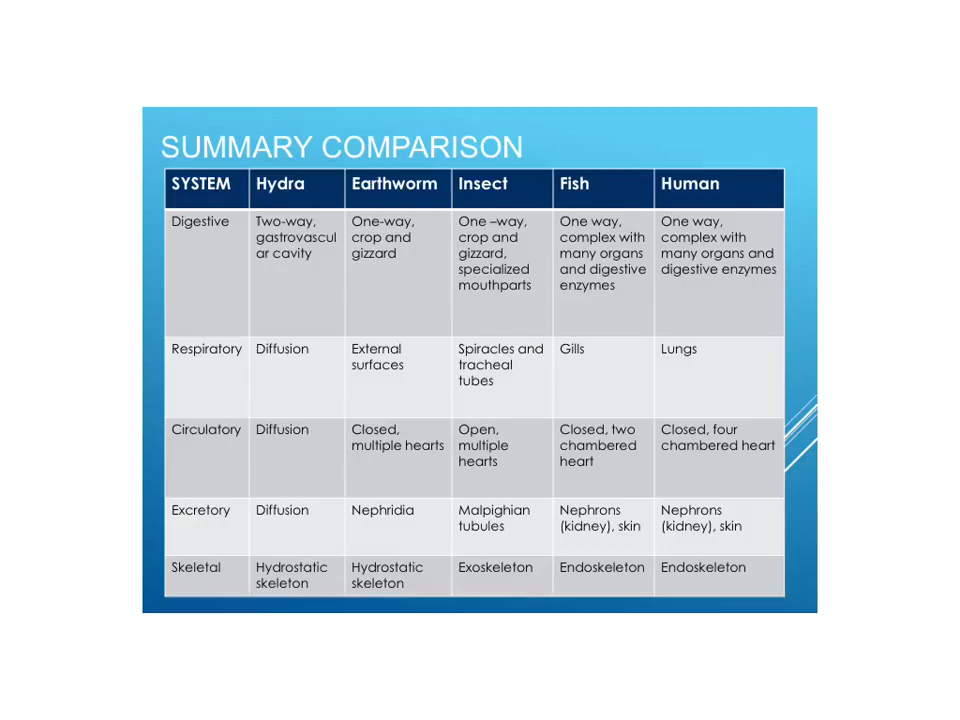 SUMMARY COMPARISON
SYSTEM Hydra Earthworm Insect Fish Human
Digestive Two-way, One-way, One –way, One way, One way,
gastrovascul crop and crop and complex with complex with
ar cavity gizzard gizzard, many organs many organs and
specialized and digestive digestive enzymes
mouthparts enzymes
Respiratory Diffusion External Spiracles and Gills Lungs
surfaces tracheal
tubes
Circulatory Diffusion Closed, Open, Closed, two Closed, four
multiple hearts multiple chambered chambered heart
hearts heart
Excretory Diffusion Nephridia Malpighian Nephrons Nephrons
tubules (kidney), skin (kidney), skin
Skeletal Hydrostatic Hydrostatic Exoskeleton Endoskeleton Endoskeleton
skeleton skeleton